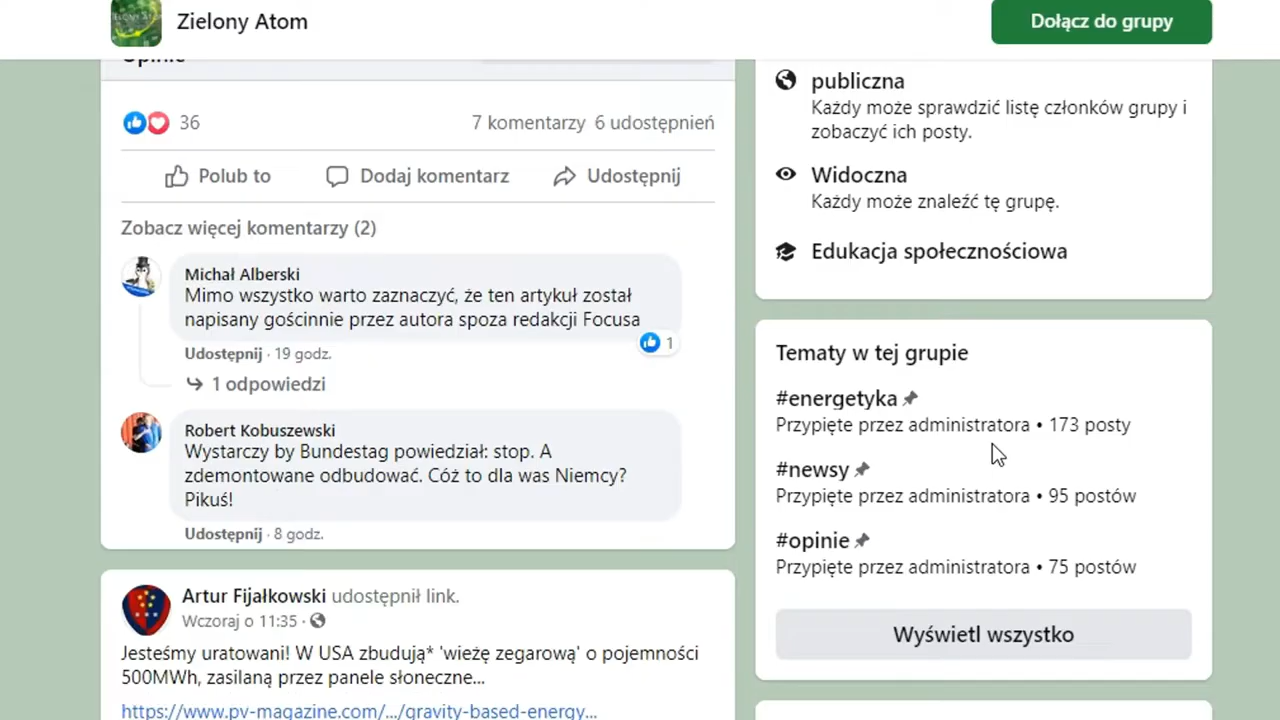 Zielony Atom
Dołącz do grupy
Opinie
36
7 komentarzy 6 udostępnień
Polub to
Dodaj komentarz
Udostępnij
Zobacz więcej komentarzy (2)
Michał Alberski
Mimo wszystko warto zaznaczyć, że ten artykuł został
napisany gościnnie przez autora spoza redakcji Focusa
1
Udostępnij · 19 godz.
1 odpowiedzi
Robert Kobuszewski
Wystarczy by Bundestag powiedział: stop. A
zdemontowane odbudować. Cóż to dla was Niemcy?
Pikuś!
Udostępnij · 8 godz.
Artur Fijałkowski udostępnił link.
Wczoraj o 11:35 ·
Jesteśmy uratowani! W USA zbudują* 'wieżę zegarową' o pojemności
500MWh, zasilaną przez panele słoneczne...
https://www.pv-magazine.com/.../gravity-based-energy...
publiczna
Każdy może sprawdzić listę członków grupy i
zobaczyć ich posty.
Widoczna
Każdy może znaleźć tę grupę.
Edukacja społecznościowa
Tematy w tej grupie
#energetyka
Przypięte przez administratora • 173 posty
#newsy
Przypięte przez administratora • 95 postów
#opinie
Przypięte przez administratora • 75 postów
Wyświetl wszystko